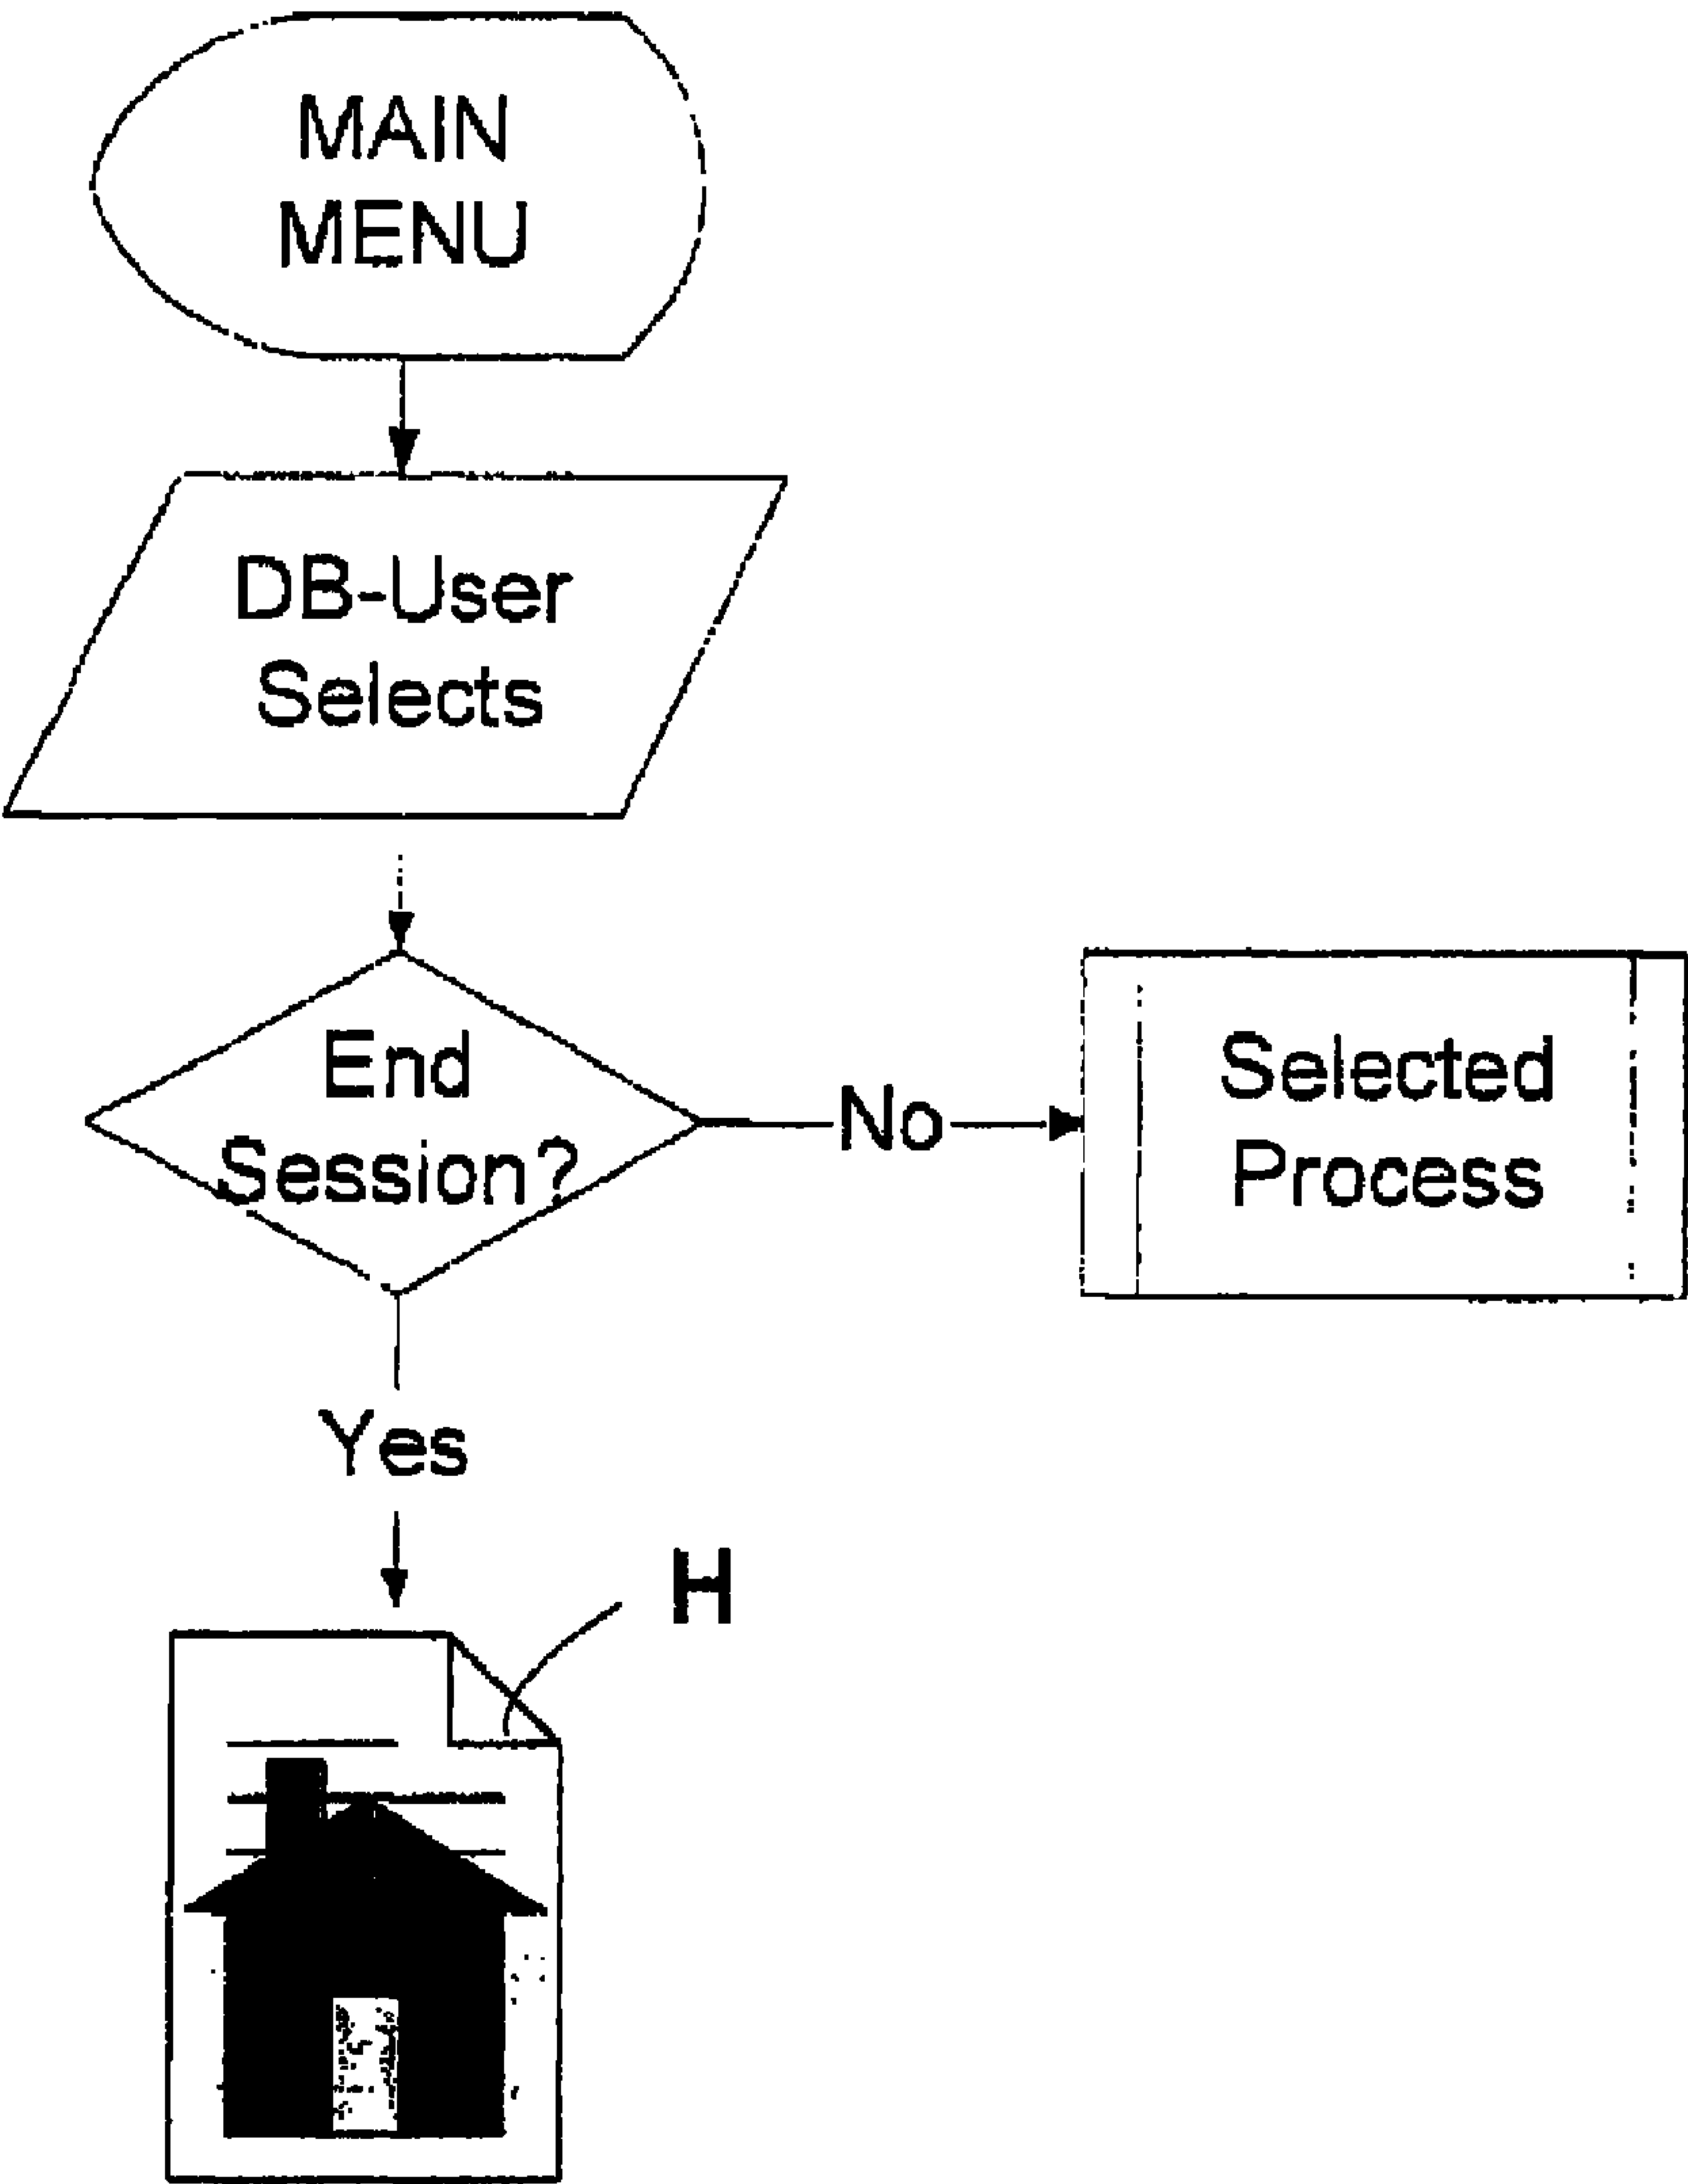 MAIN
MENU
DB-User
Selects
End
Session?
No
Selected
Process
Yes
H